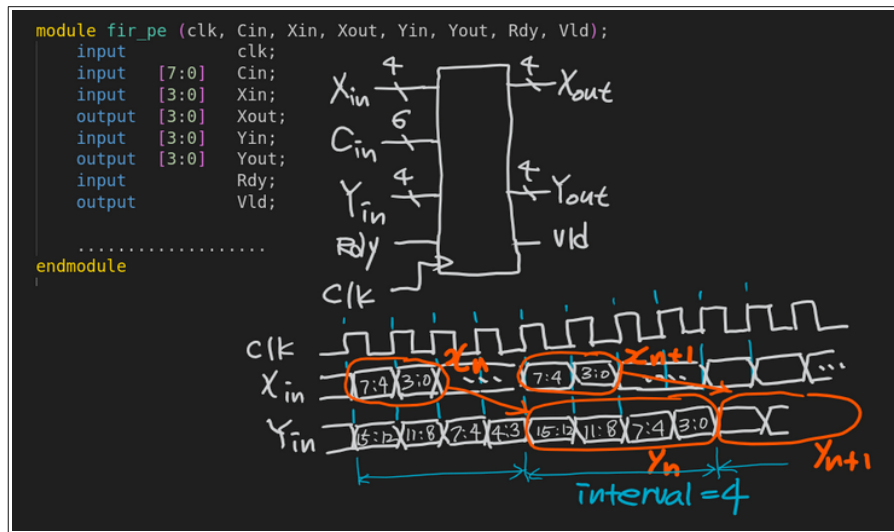 module fir_pe (clk, Cin, Xin, Xout, Yin, Yout, Rdy, Vld);
input clk;
input [7:0] Cin;
input [3:0] Xin;
output [3:0] Xout;
input [3:0] Yin;
output [3:0] Yout;
input Rdy;
output Vld;
...................
endmodule
4 4
Xin Xout
6
Cin
4 4
Yin Yout
Rdy Vld
Clk
Clk
Xin 7:4 3:0 Xn .... 7:4 3:0 Xn+1 ..... ...
Yin 15:12 11:8 7:4 4:3 15:12 11:8 7:4 3:0
Yn Yn+1
interval=4